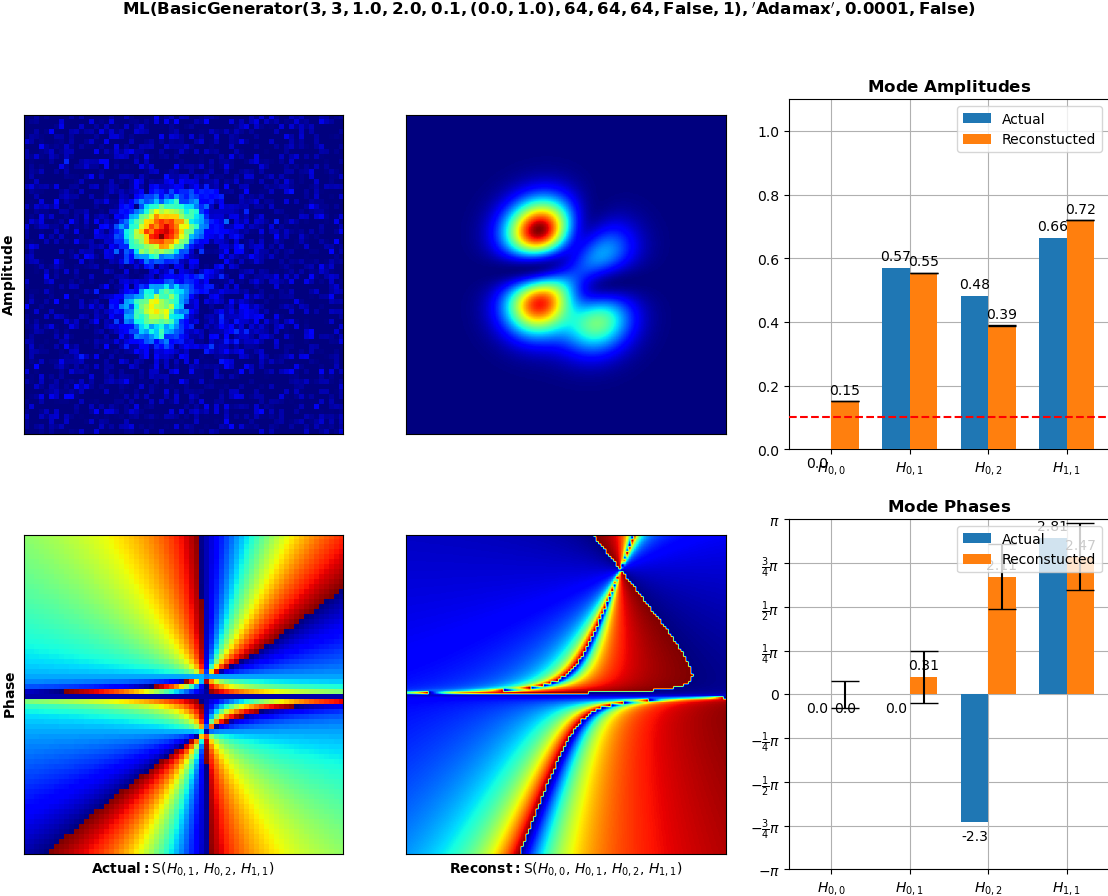 ML(BasicGenerator(3, 3, 1.0, 2.0, 0.1, (0.0, 1.0), 64, 64, 64, False, 1), ′Adamax′, 0.0001, False)
Mode Amplitudes
Actual
Reconstucted
1.0
0.8
0.6
0.4
0.2
0.0
0.0
0.15
0.57
0.55
0.48
0.39
0.66
0.72
H0,0
H0,1
H0,2
H1,1
Amplitude
Mode Phases
Actual
Reconstucted
π
3/4π
1/2π
1/4π
0
−1/4π
−1/2π
−3/4π
−π
0.0
0.0
0.0
0.31
-2.3
2.81
2.47
H0,0
H0,1
H0,2
H1,1
Phase
Actual: S(H0,1, H0,2, H1,1)
Reconst: S(H0,0, H0,1, H0,2, H1,1)